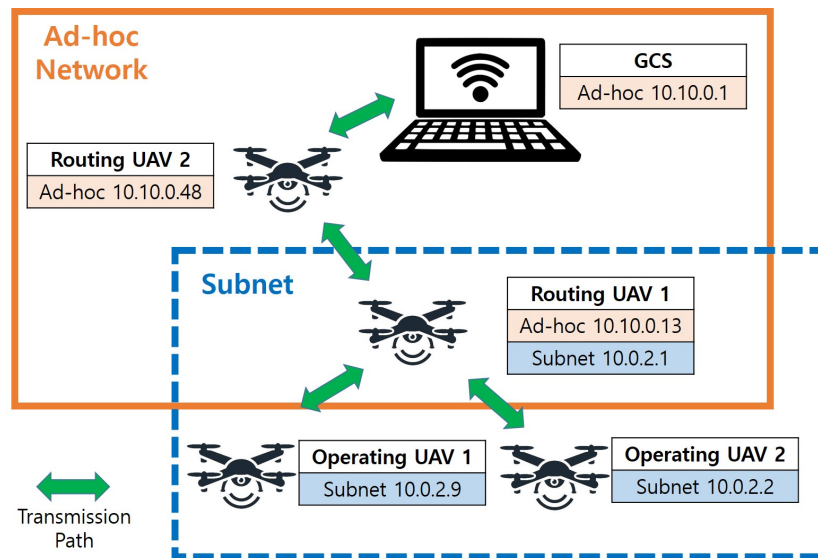 Ad-hoc
Network
GCS
Ad-hoc 10.10.0.1
Routing UAV 2
Ad-hoc 10.10.0.48
Subnet
Routing UAV 1
Ad-hoc 10.10.0.13
Subnet 10.0.2.1
Operating UAV 1
Subnet 10.0.2.9
Operating UAV 2
Subnet 10.0.2.2
Transmission
Path